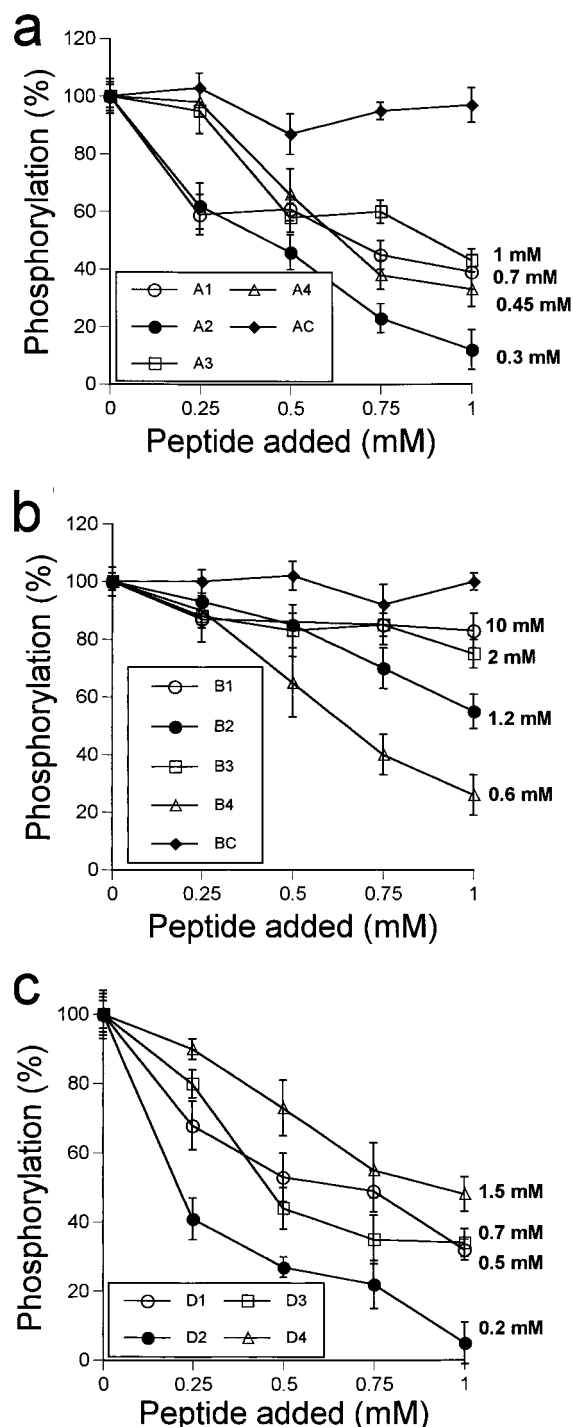 a
120
100
80
60
40
20
0
Phosphorylation (%)
A1 A4
A2 AC
A3
1 mM
0.7 mM
0.45 mM
0.3 mM
0 0.25 0.5 0.75 1
Peptide added (mM)
b
120
100
80
60
40
20
0
Phosphorylation (%)
B1
B2
B3
B4
BC
10 mM
2 mM
1.2 mM
0.6 mM
0 0.25 0.5 0.75 1
Peptide added (mM)
c
100
80
60
40
20
0
Phosphorylation (%)
D1 D3
D2 D4
1.5 mM
0.7 mM
0.5 mM
0.2 mM
0 0.25 0.5 0.75 1
Peptide added (mM)